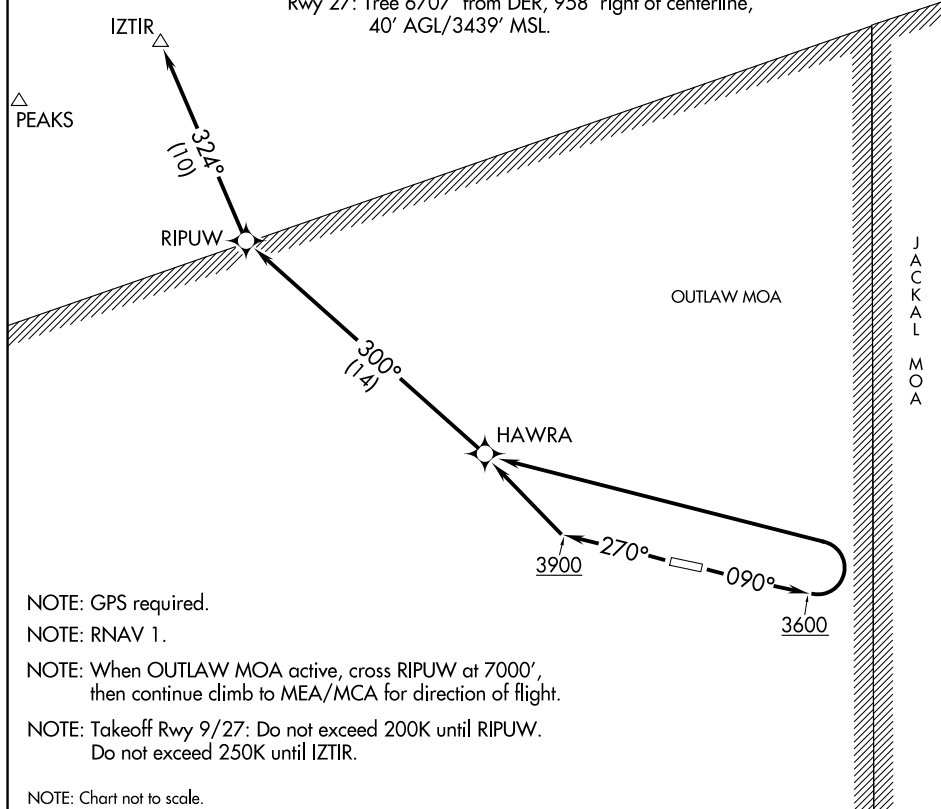 Rwy 27: Tree 6707' from DER, 958' right of centerline,
40' AGL/3439' MSL.
IZTIR
PEAKS
324°
(10)
RIPUW
OUTLAW MOA
JACKAL MOA
300°
(14)
HAWRA
270°
090°
3900
3600
NOTE: GPS required.
NOTE: RNAV 1.
NOTE: When OUTLAW MOA active, cross RIPUW at 7000',
then continue climb to MEA/MCA for direction of flight.
NOTE: Takeoff Rwy 9/27: Do not exceed 200K until RIPUW.
Do not exceed 250K until IZTIR.
NOTE: Chart not to scale.